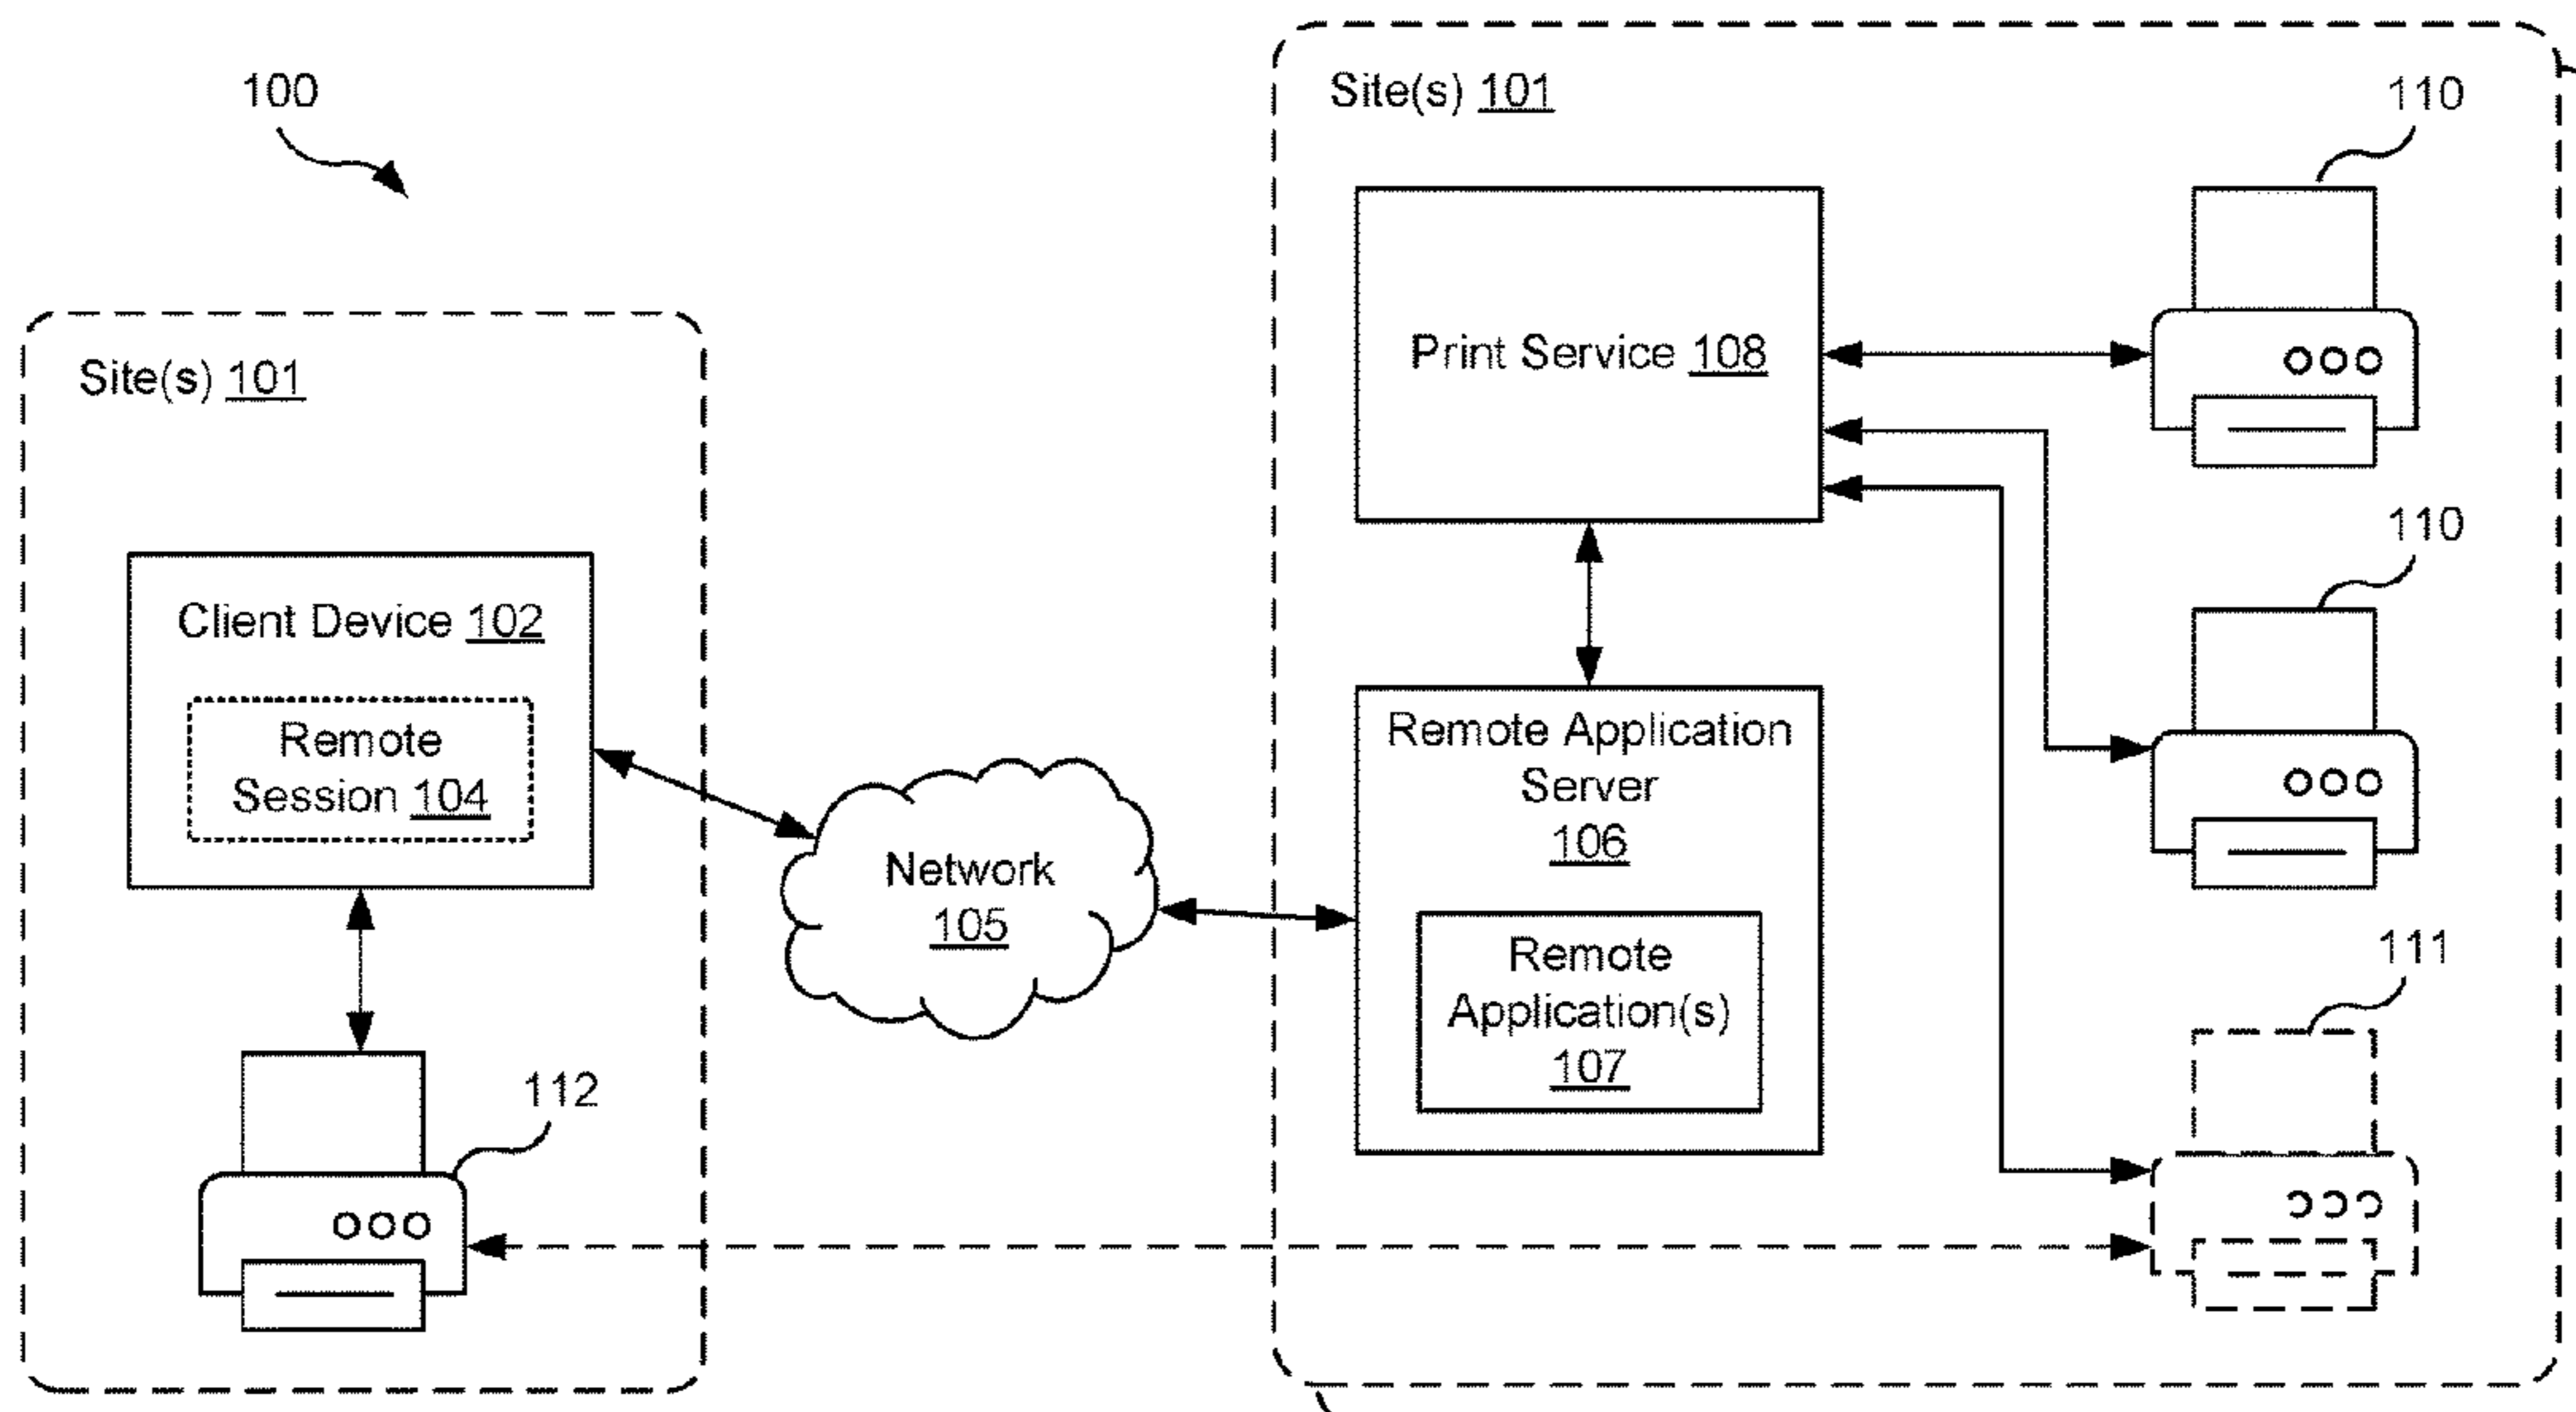 100
Site(s) 101
Client Device 102
Remote
Session 104
112
Network
105
Site(s) 101
Print Service 108
Remote Application
Server
106
Remote
Application(s)
107
110
110
111